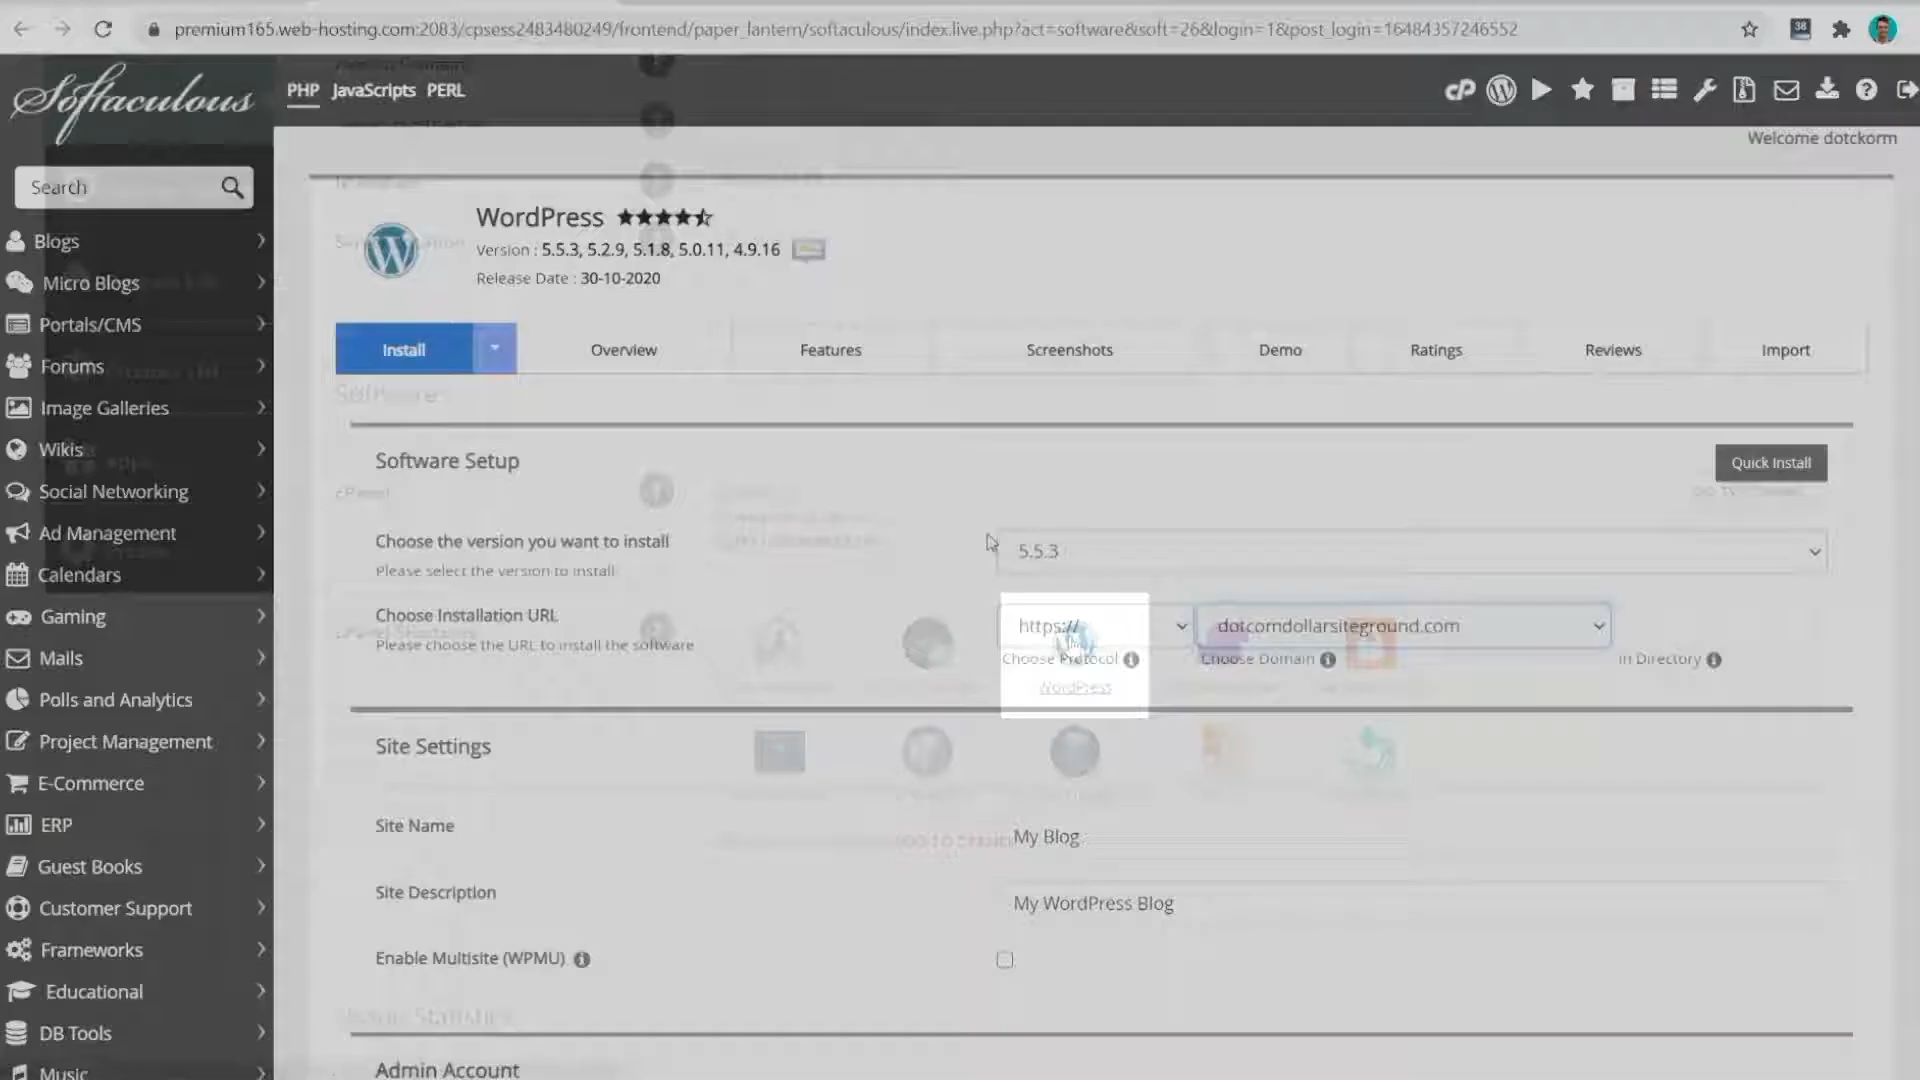 premium165.web-hosting.com:2083/cpsess2483480249/frontend/paper_lantern/softaculous/index.live.php?act=software&soft=26&login=1&post_login=16484357246552
38
Softaculous
PHP JavaScripts PERL
cP
Welcome dotckorm
Search
Blogs
Micro Blogs
Portals/CMS
Forums
Image Galleries
Wikis
Social Networking
Ad Management
Calendars
Gaming
Mails
Polls and Analytics
Project Management
E-Commerce
ERP
Guest Books
Customer Support
Frameworks
Educational
DB Tools
Music
WordPress
Version : 5.5.3, 5.2.9, 5.1.8, 5.0.11, 4.9.16
Release Date : 30-10-2020
Install Overview Features Screenshots Demo Ratings Reviews Import
Software
Software Setup
Quick Install
cPanel
Choose the version you want to install
Please select the version to install
5.5.3
Choose Installation URL
Please choose the URL to install the software
https://
dotcomdollarsiteground.com
Choose Protocol
Choose Domain
In Directory
WordPress
Site Settings
Site Name
My Blog
Site Description
My WordPress Blog
Enable Multisite (WPMU)
Admin Account